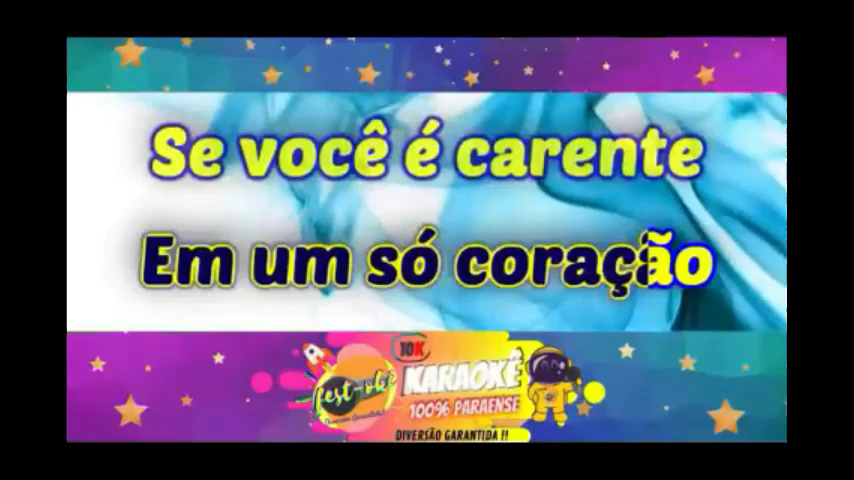 Se você é carente
Em um só coração
10K
fest-okê
KARAOKÊ
100% PARAENSE
DIVERSÃO GARANTIDA !!